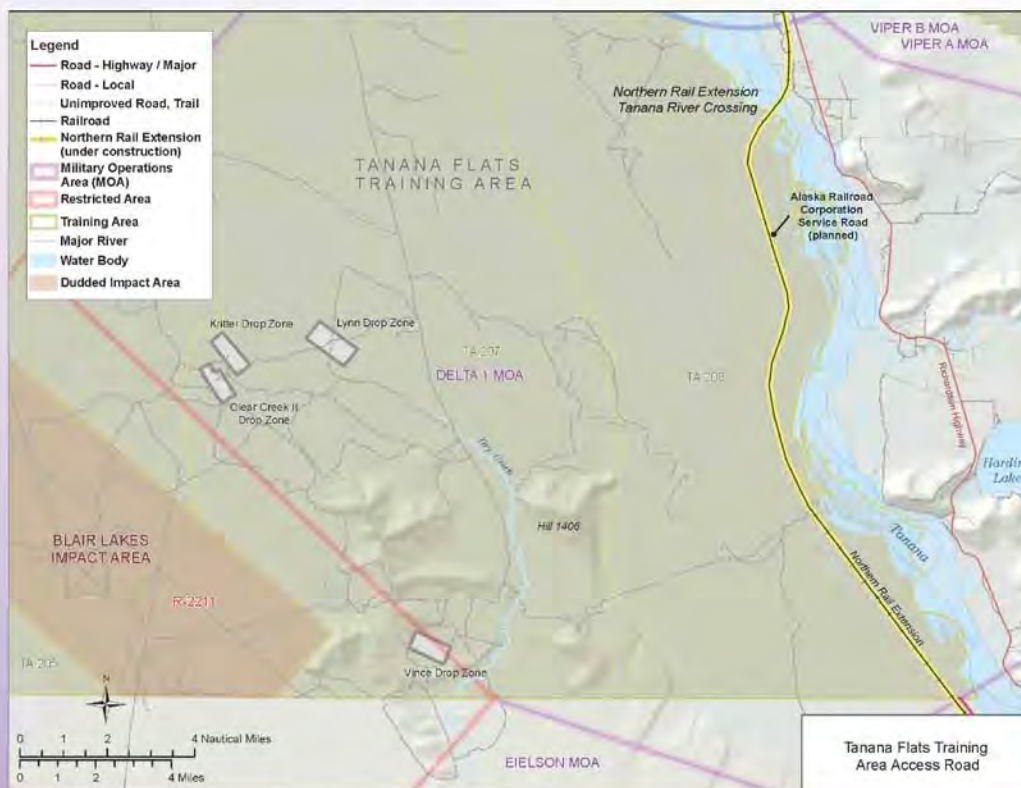 Legend
Road - Highway / Major
Road - Local
Unimproved Road, Trail
Railroad
Northern Rail Extension
(under construction)
Military Operations
Area (MOA)
Restricted Area
Training Area
Major River
Water Body
Dudded Impact Area
VIPER B MOA
VIPER A MOA
Northern Rail Extension
Tanana River Crossing
TANANA FLATS
TRAINING AREA
Alaska Railroad
Corporation
Service Road
(planned)
Kritter Drop Zone
Lynn Drop Zone
TA 207
DELTA 1 MOA
TA 208
Clear Creek II
Drop Zone
Richardson Highway
Dry Creek
Hardin
Lake
Hill 1406
BLAIR LAKES
IMPACT AREA
Tanana
Northern Rail Extension
R-2211
TA 205
Vince Drop Zone
N
0 1 2 4 Nautical Miles
0 1 2 4 Miles
EIELSON MOA
Tanana Flats Training
Area Access Road